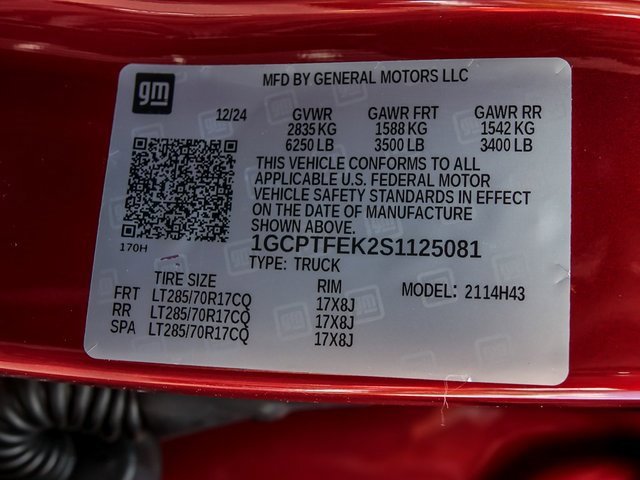 gm
MFD BY GENERAL MOTORS LLC
12/24 GVWR GAWR FRT GAWR RR
2835 KG 1588 KG 1542 KG
6250 LB 3500 LB 3400 LB
THIS VEHICLE CONFORMS TO ALL
APPLICABLE U.S. FEDERAL MOTOR
VEHICLE SAFETY STANDARDS IN EFFECT
ON THE DATE OF MANUFACTURE
SHOWN ABOVE.
170H
1GCPTFEK2S1125081
TYPE: TRUCK
TIRE SIZE RIM MODEL: 2114H43
FRT LT285/70R17CQ 17X8J
RR LT285/70R17CQ 17X8J
SPA LT285/70R17CQ 17X8J